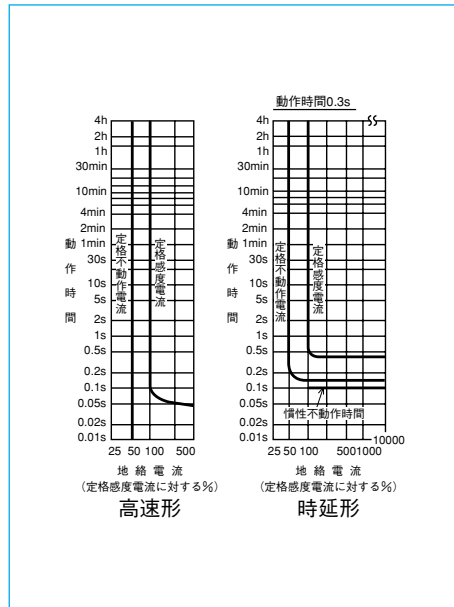 動作時間0.3s
4h
2h
1h
30min
10min
4min
2min
1min
30s
10s
5s
2s
1s
0.5s
0.2s
0.1s
0.05s
0.02s
0.01s
動作時間
定格不動作電流
定格感度電流
25 50 100 500
地絡電流
(定格感度電流に対する%)
高速形
4h
2h
1h
30min
10min
4min
2min
1min
30s
10s
5s
2s
1s
0.5s
0.2s
0.1s
0.05s
0.02s
0.01s
動作時間
定格不動作電流
定格感度電流
慣性不動作時間
25 50 100 500 1000 10000
地絡電流
(定格感度電流に対する%)
時延形